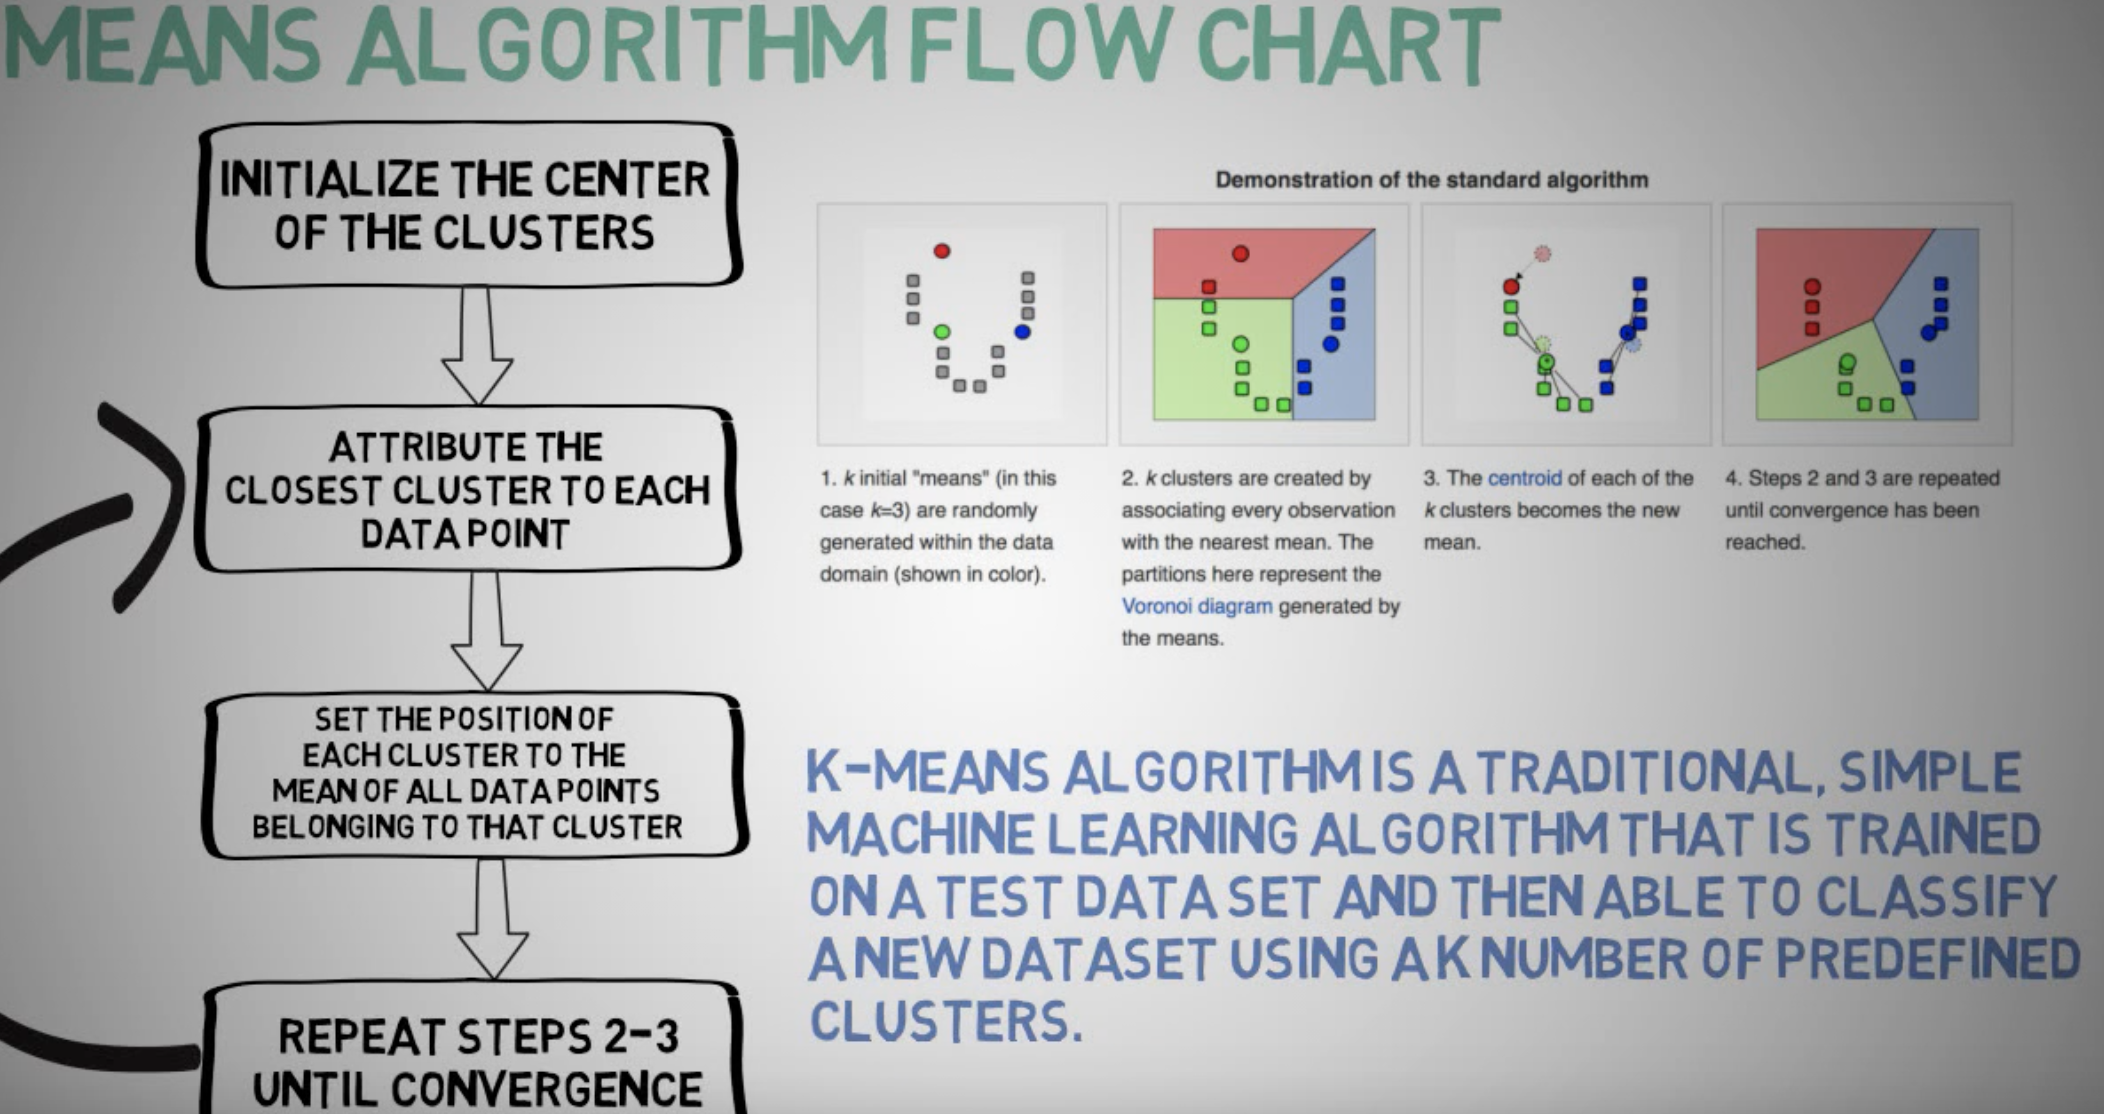 MEANS ALGORITHM FLOW CHART
INITIALIZE THE CENTER
OF THE CLUSTERS
ATTRIBUTE THE
CLOSEST CLUSTER TO EACH
DATA POINT
SET THE POSITION OF
EACH CLUSTER TO THE
MEAN OF ALL DATA POINTS
BELONGING TO THAT CLUSTER
REPEAT STEPS 2-3
UNTIL CONVERGENCE
Demonstration of the standard algorithm
1. k initial "means" (in this
case k=3) are randomly
generated within the data
domain (shown in color).
2. k clusters are created by
associating every observation
with the nearest mean. The
partitions here represent the
Voronoi diagram generated by
the means.
3. The centroid of each of the
k clusters becomes the new
mean.
4. Steps 2 and 3 are repeated
until convergence has been
reached.
K-MEANS ALGORITHM IS A TRADITIONAL, SIMPLE
MACHINE LEARNING ALGORITHM THAT IS TRAINED
ON A TEST DATA SET AND THEN ABLE TO CLASSIFY
A NEW DATASET USING A K NUMBER OF PREDEFINED
CLUSTERS.